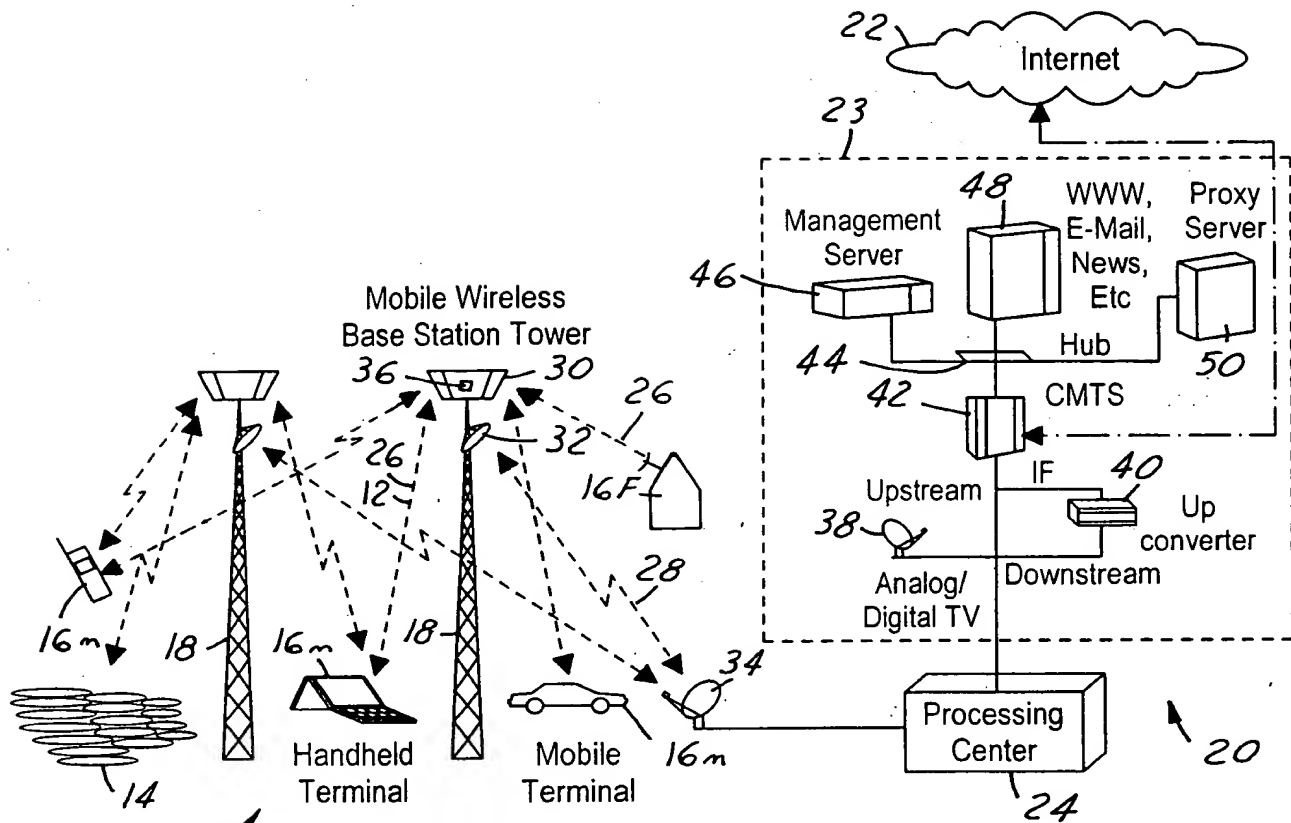 22
Internet
23
48
WWW,
E-Mail,
News,
Etc
Proxy
Server
Management
Server
46
50
Hub
44
42
CMTS
IF
40
Upstream
38
Up
converter
Analog/
Digital TV
Downstream
Mobile Wireless
Base Station Tower
36
30
26
32
26
12
16F
28
16m
18
16m
18
34
14
Handheld
Terminal
Mobile
Terminal
16m
Processing
Center
24
20